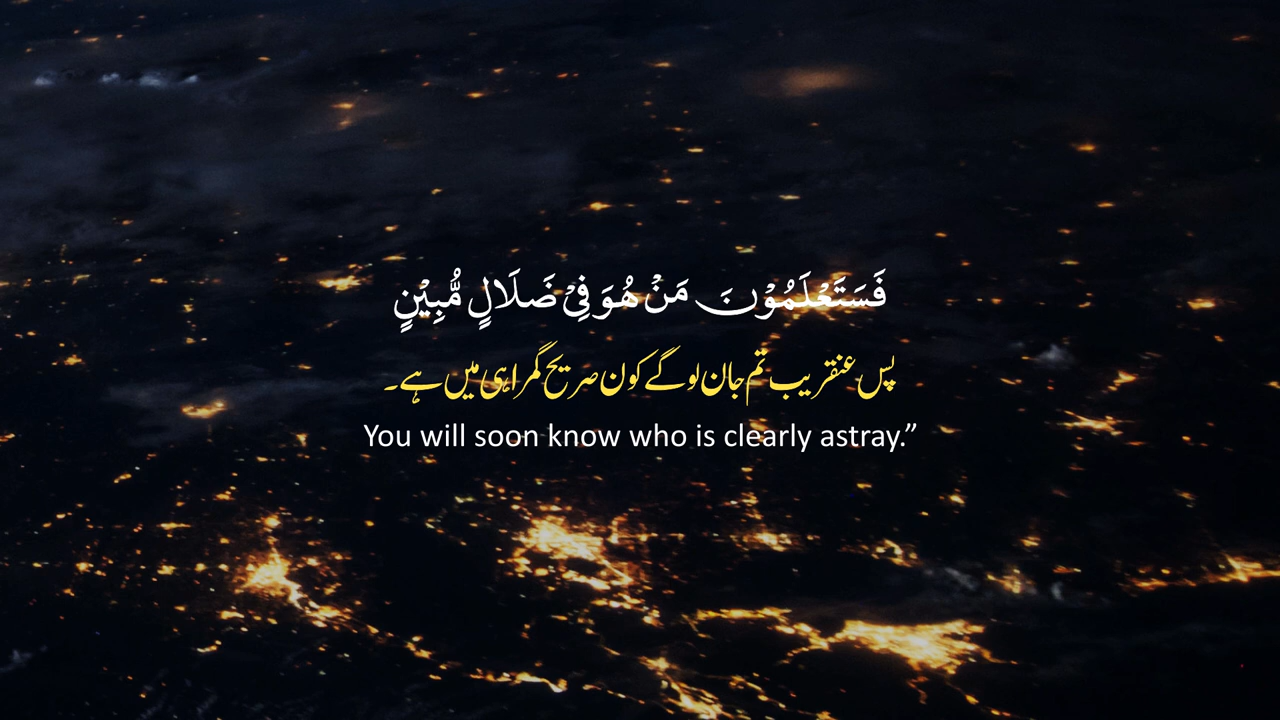 فَسَتَعْلَمُوْنَ مَنْ هُوَ فِیْ ضَلَالٍ مُّبِیْنٍ
پس عنقریب تم جان لو گے کون صریح گمراہی میں ہے۔
You will soon know who is clearly astray.”